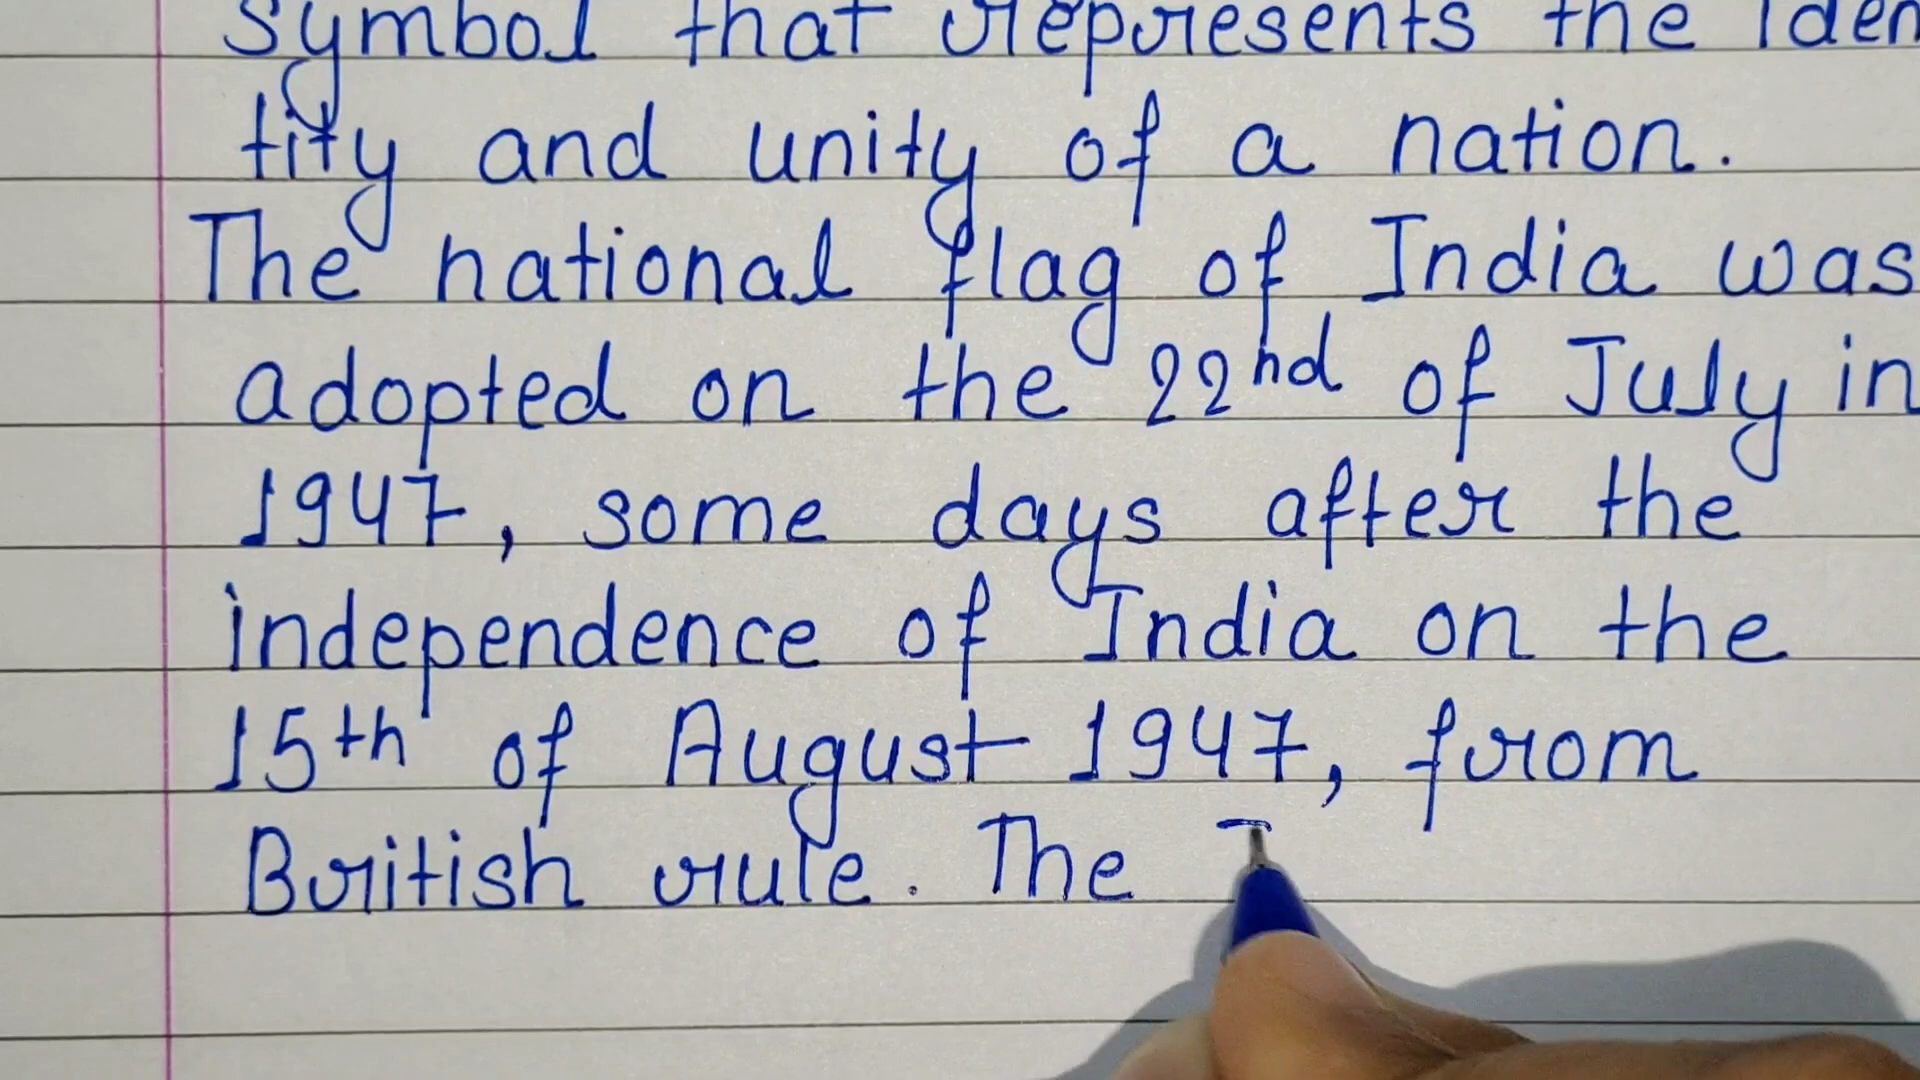 symbol that represents the iden
tity and unity of a nation.
The national flag of India was
adopted on the 22nd of July in
1947, some days after the
independence of India on the
15th of August 1947, from
British rule. The